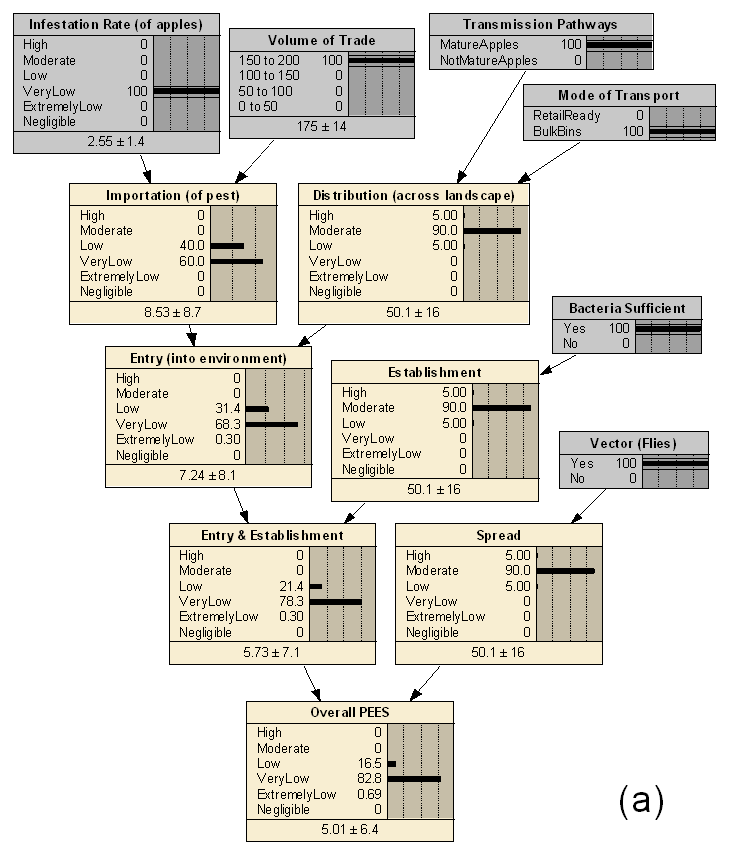 Infestation Rate (of apples)
High 0
Moderate 0
Low 0
VeryLow 100
ExtremelyLow 0
Negligible 0
2.55 ± 1.4
Volume of Trade
150 to 200 100
100 to 150 0
50 to 100 0
0 to 50 0
175 ± 14
Transmission Pathways
MatureApples 100
NotMatureApples 0
Mode of Transport
RetailReady 0
BulkBins 100
Importation (of pest)
High 0
Moderate 0
Low 40.0
VeryLow 60.0
ExtremelyLow 0
Negligible 0
8.53 ± 8.7
Distribution (across landscape)
High 5.00
Moderate 90.0
Low 5.00
VeryLow 0
ExtremelyLow 0
Negligible 0
50.1 ± 16
Bacteria Sufficient
Yes 100
No 0
Entry (into environment)
High 0
Moderate 0
Low 31.4
VeryLow 68.3
ExtremelyLow 0.30
Negligible 0
7.24 ± 8.1
Establishment
High 5.00
Moderate 90.0
Low 5.00
VeryLow 0
ExtremelyLow 0
Negligible 0
50.1 ± 16
Vector (Flies)
Yes 100
No 0
Entry & Establishment
High 0
Moderate 0
Low 21.4
VeryLow 78.3
ExtremelyLow 0.30
Negligible 0
5.73 ± 7.1
Spread
High 5.00
Moderate 90.0
Low 5.00
VeryLow 0
ExtremelyLow 0
Negligible 0
50.1 ± 16
Overall PEES
High 0
Moderate 0
Low 16.5
VeryLow 82.8
ExtremelyLow 0.69
Negligible 0
5.01 ± 6.4
(a)